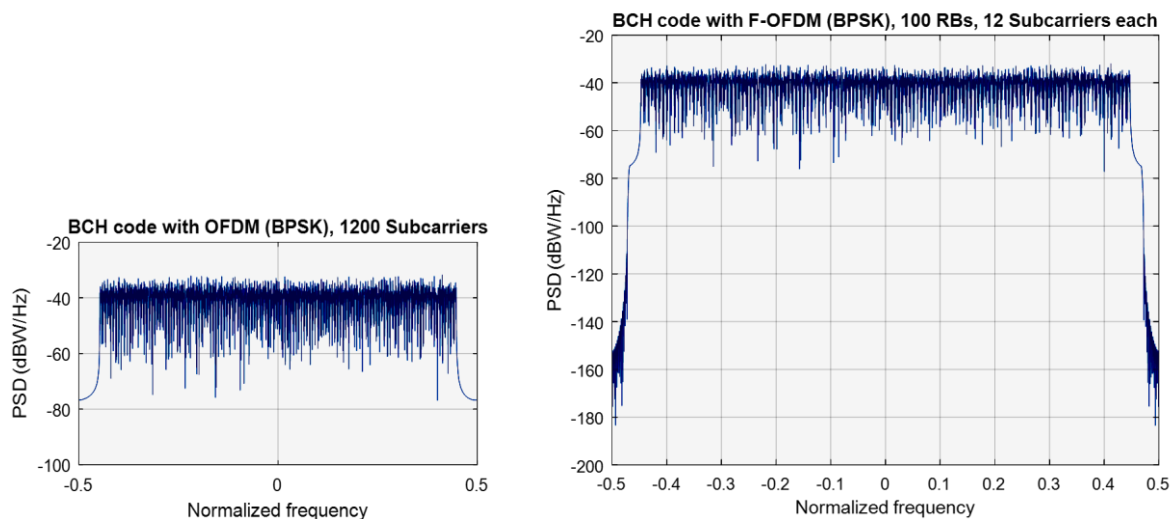 BCH code with OFDM (BPSK), 1200 Subcarriers
PSD (dBW/Hz)
-20
-40
-60
-80
-100
-0.5 0 0.5
Normalized frequency
BCH code with F-OFDM (BPSK), 100 RBs, 12 Subcarriers each
PSD (dBW/Hz)
-20
-40
-60
-80
-100
-120
-140
-160
-180
-200
-0.5 -0.4 -0.3 -0.2 -0.1 0 0.1 0.2 0.3 0.4 0.5
Normalized frequency